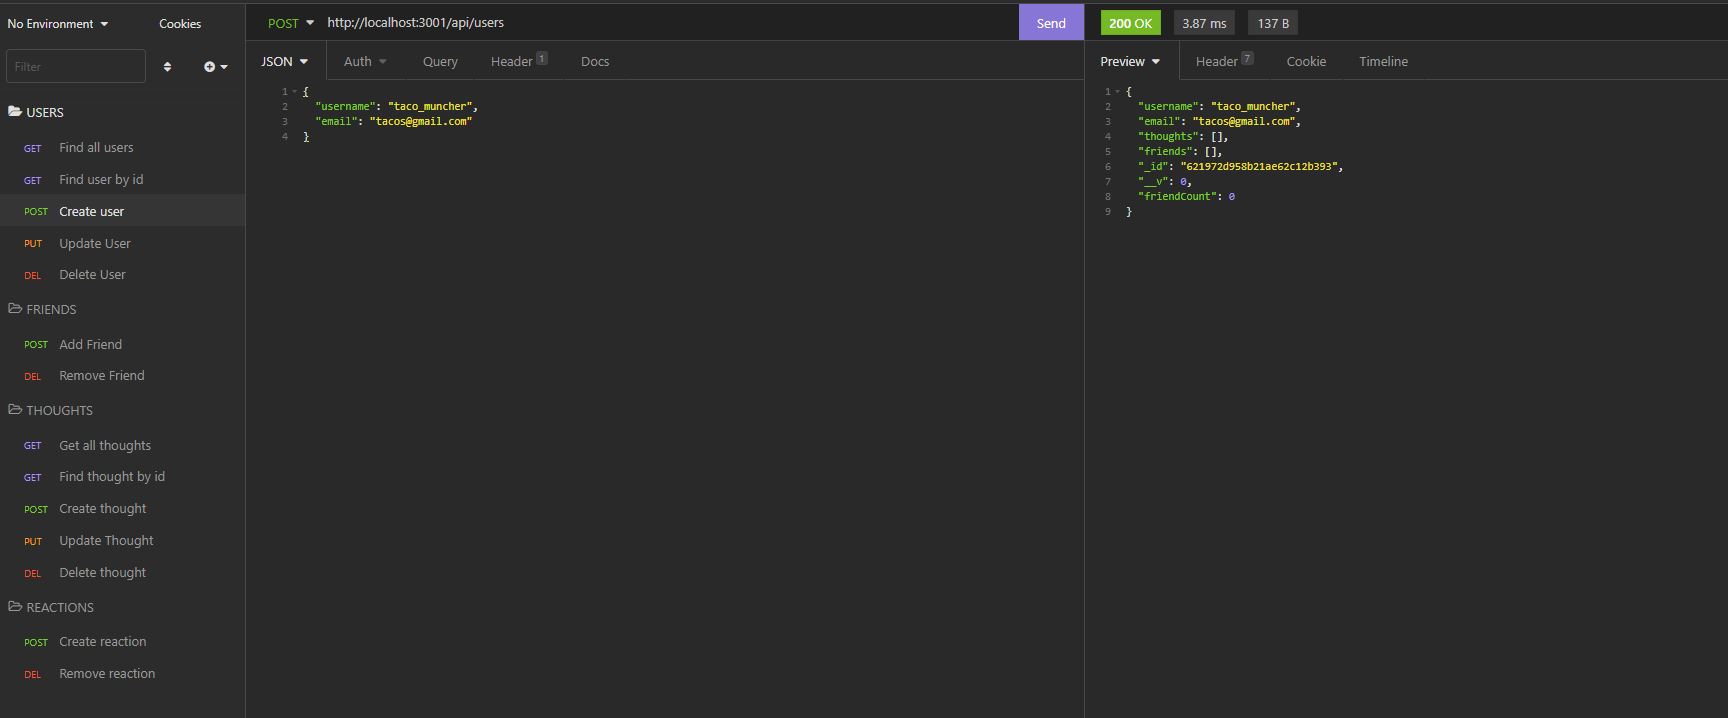 No Environment Cookies
Filter
USERS
GET Find all users
GET Find user by id
POST Create user
PUT Update User
DEL Delete User
FRIENDS
POST Add Friend
DEL Remove Friend
THOUGHTS
GET Get all thoughts
GET Find thought by id
POST Create thought
PUT Update Thought
DEL Delete thought
REACTIONS
POST Create reaction
DEL Remove reaction
POST http://localhost:3001/api/users Send
JSON Auth Query Header 1 Docs
1 {
2 "username": "taco_muncher",
3 "email": "tacos@gmail.com"
4 }
200 OK 3.87 ms 137 B
Preview Header 7 Cookie Timeline
1 {
2 "username": "taco_muncher",
3 "email": "tacos@gmail.com",
4 "thoughts": [],
5 "friends": [],
6 "_id": "621972d958b21ae62c12b393",
7 "__v": 0,
8 "friendCount": 0
9 }